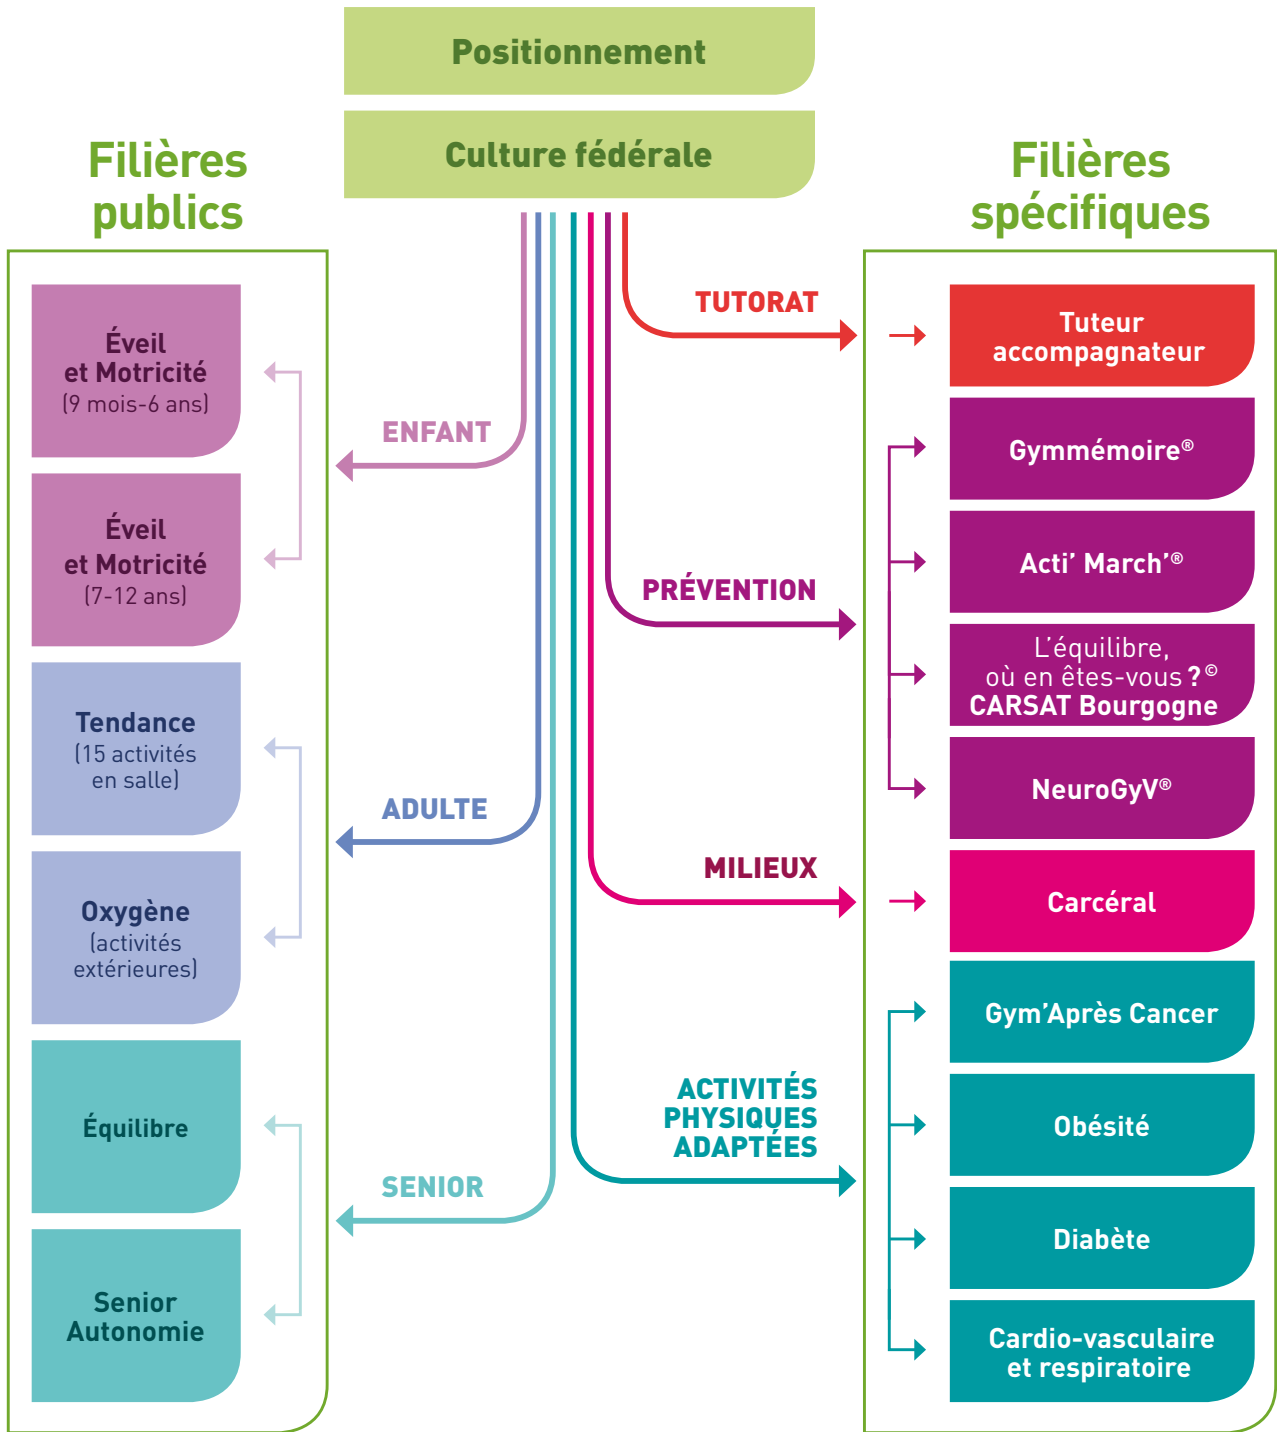 Positionnement
Culture fédérale
Filières
publics
Éveil
et Motricité
(9 mois-6 ans)
Éveil
et Motricité
(7-12 ans)
Tendance
(15 activités
en salle)
Oxygène
(activités
extérieures)
Équilibre
Senior
Autonomie
ENFANT
ADULTE
SENIOR
TUTORAT
PRÉVENTION
MILIEUX
ACTIVITÉS
PHYSIQUES
ADAPTÉES
Filières
spécifiques
Tuteur
accompagnateur
Gymmémoire®
Acti’ March’®
L’équilibre,
où en êtes-vous ? ©
CARSAT Bourgogne
NeuroGyV®
Carcéral
Gym’Après Cancer
Obésité
Diabète
Cardio-vasculaire
et respiratoire